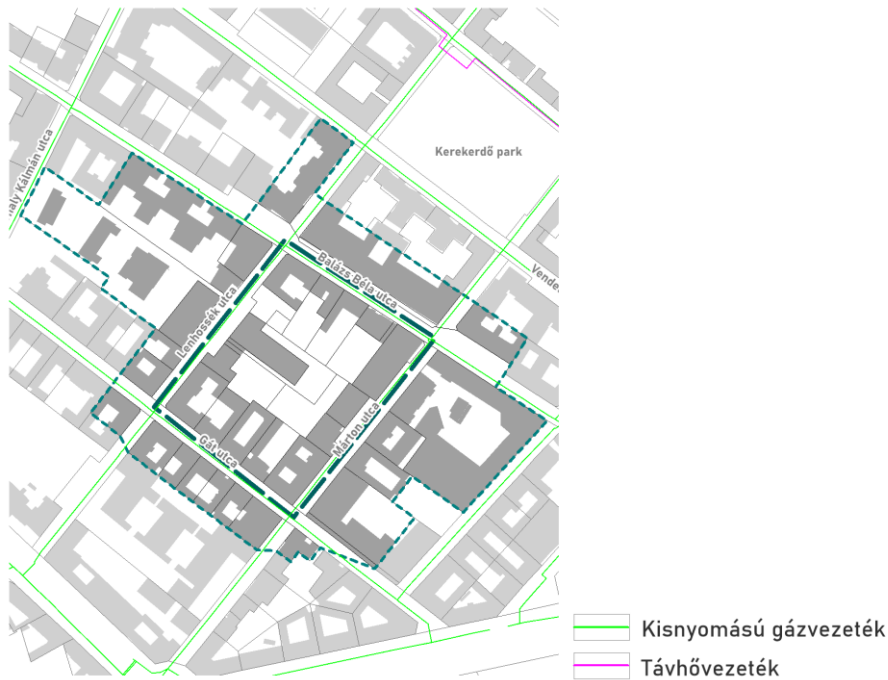 Kerekerdő park
Balázs Béla utca
Lenhossék utca
Márton utca
Gát utca
Kálmán utca
Kisnyomású gázvezeték
Távhővezeték